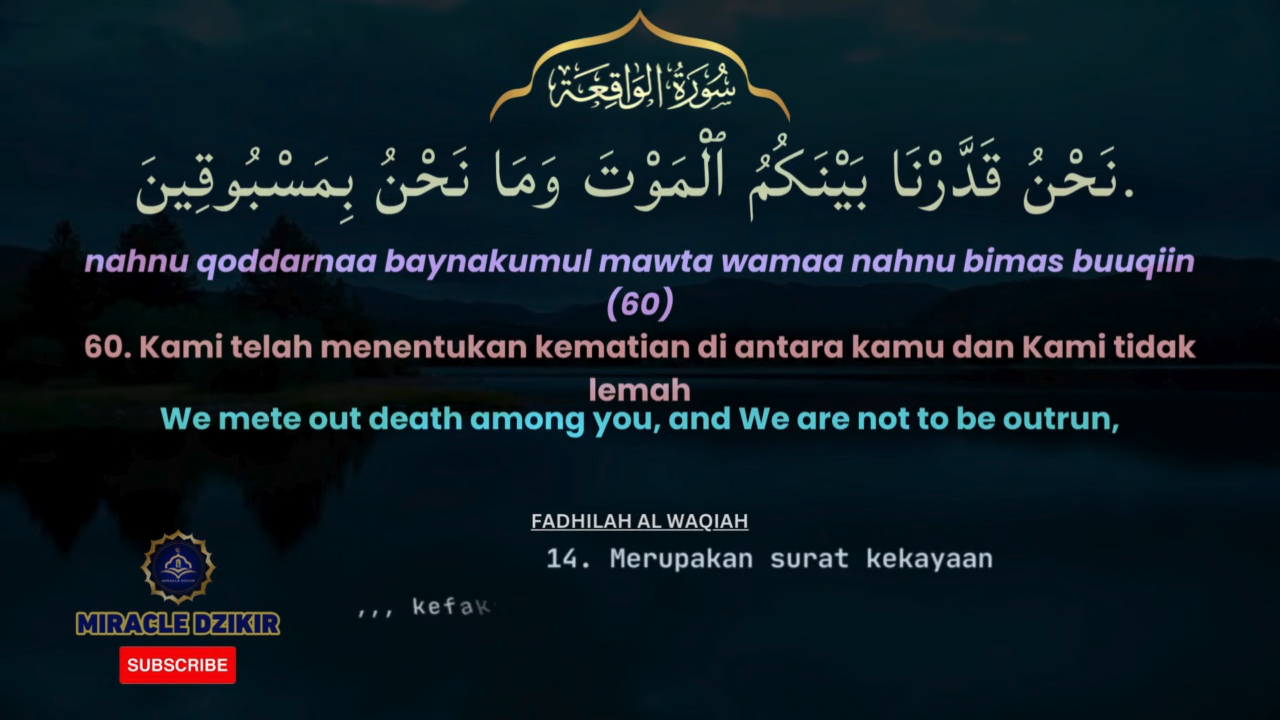 سُورَةُ الوَاقِعَة
نَحْنُ قَدَّرْنَا بَيْنَكُمُ ٱلْمَوْتَ وَمَا نَحْنُ بِمَسْبُوقِينَ.
nahnu qoddarnaa baynakumul mawta wamaa nahnu bimas buuqiin
(60)
60. Kami telah menentukan kematian di antara kamu dan Kami tidak
lemah
We mete out death among you, and We are not to be outrun,
FADHILAH AL WAQIAH
14. Merupakan surat kekayaan
,,, kefak
MIRACLE DZIKIR
SUBSCRIBE